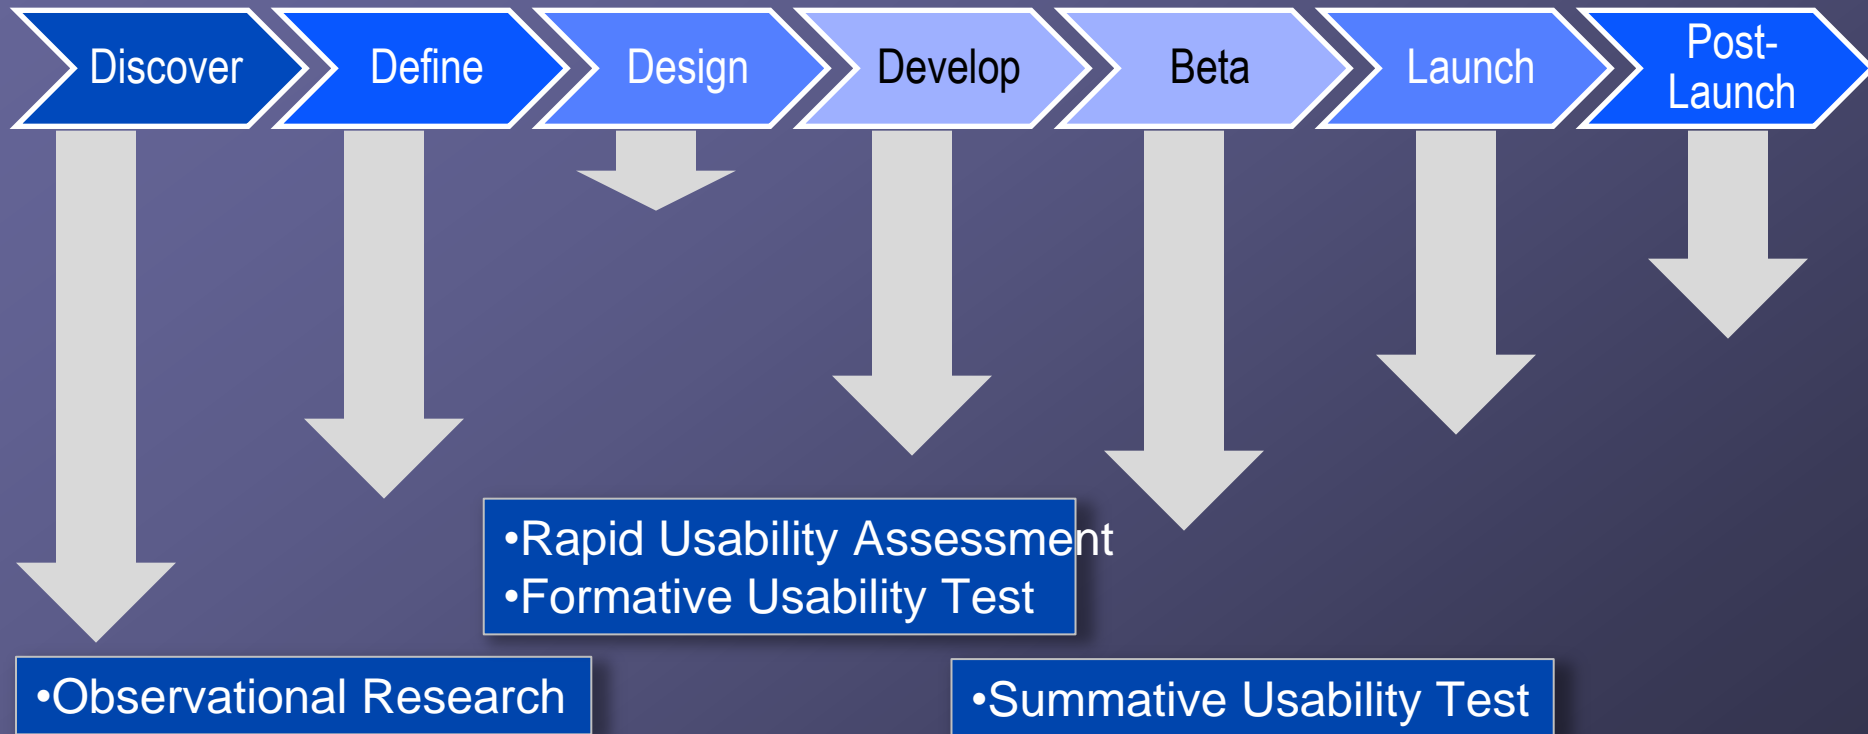 Discover
Define
Design
Develop
Beta
Launch
Post-
Launch
•Rapid Usability Assessment
•Formative Usability Test
•Observational Research
•Summative Usability Test